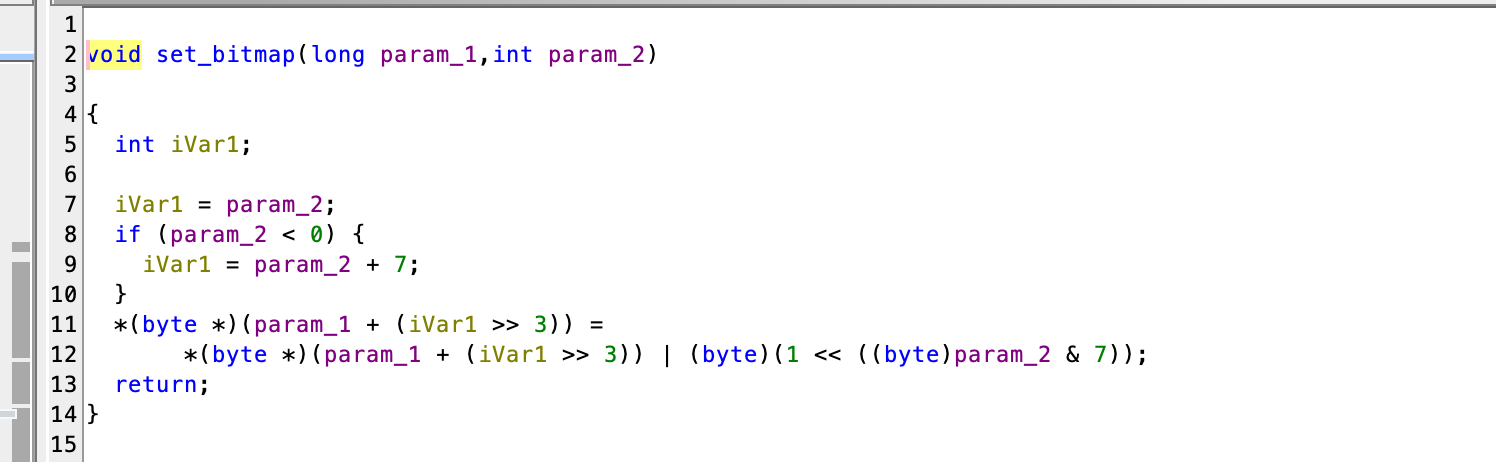 1
2 void set_bitmap(long param_1,int param_2)
3
4 {
5   int iVar1;
6
7   iVar1 = param_2;
8   if (param_2 < 0) {
9     iVar1 = param_2 + 7;
10   }
11   *(byte *)(param_1 + (iVar1 >> 3)) =
12        *(byte *)(param_1 + (iVar1 >> 3)) | (byte)(1 << ((byte)param_2 & 7));
13   return;
14 }
15